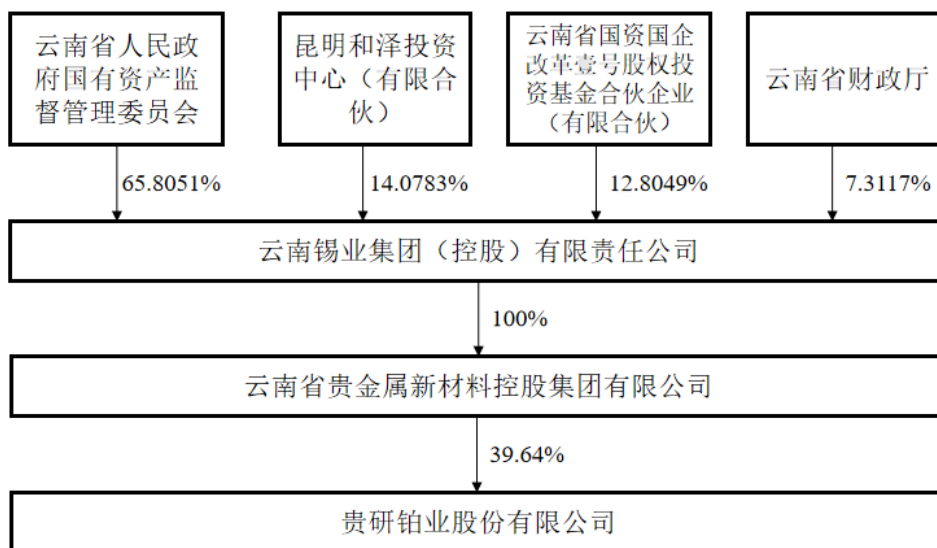 云南省人民政
府国有资产监
督管理委员会
昆明和泽投资
中心（有限合
伙）
云南省国资国企
改革壹号股权投
资基金合伙企业
（有限合伙）
云南省财政厅
65.8051%
14.0783%
12.8049%
7.3117%
云南锡业集团（控股）有限责任公司
100%
云南省贵金属新材料控股集团有限公司
39.64%
贵研铂业股份有限公司